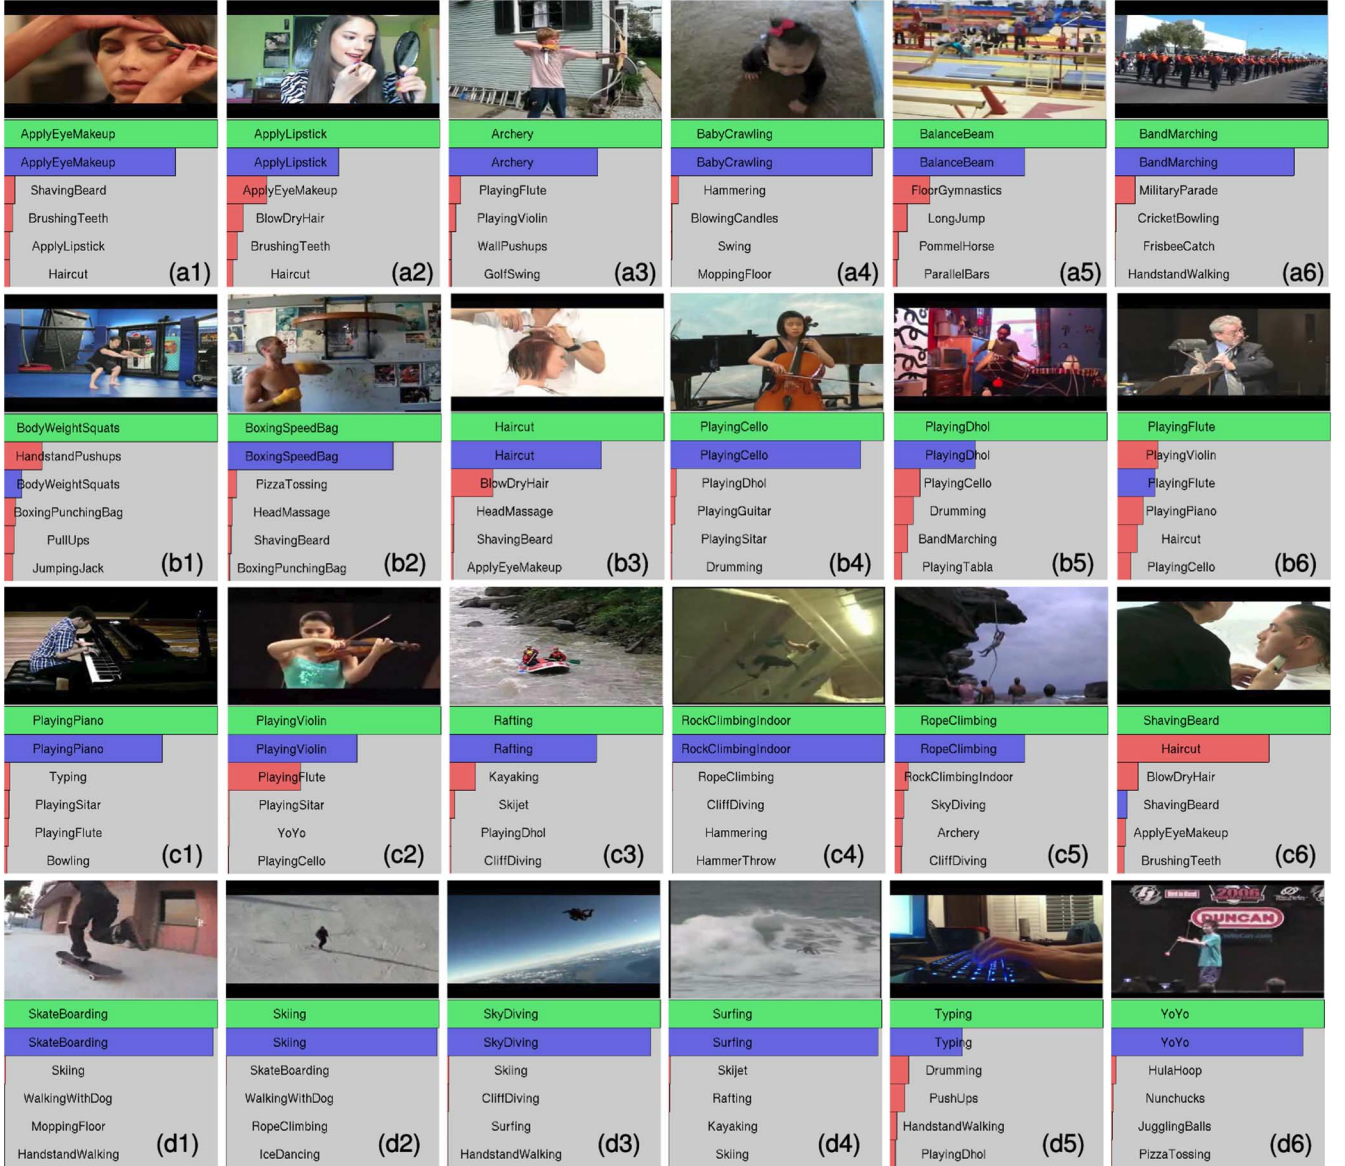 ApplyEyeMakeup
ApplyEyeMakeup
ShavingBeard
BrushingTeeth
ApplyLipstick
Haircut
(a1)
ApplyLipstick
ApplyLipstick
ApplyEyeMakeup
BlowDryHair
BrushingTeeth
Haircut
(a2)
Archery
Archery
PlayingFlute
PlayingViolin
WallPushups
GolfSwing
(a3)
BabyCrawling
BabyCrawling
Hammering
BlowingCandles
Swing
MoppingFloor
(a4)
BalanceBeam
BalanceBeam
FloorGymnastics
LongJump
PommelHorse
ParallelBars
(a5)
BandMarching
BandMarching
MilitaryParade
CricketBowling
FrisbeeCatch
HandstandWalking
(a6)
BodyWeightSquats
HandstandPushups
BodyWeightSquats
BoxingPunchingBag
PullUps
JumpingJack
(b1)
BoxingSpeedBag
BoxingSpeedBag
PizzaTossing
HeadMassage
ShavingBeard
BoxingPunchingBag
(b2)
Haircut
Haircut
BlowDryHair
HeadMassage
ShavingBeard
ApplyEyeMakeup
(b3)
PlayingCello
PlayingCello
PlayingDhol
PlayingGuitar
PlayingSitar
Drumming
(b4)
PlayingDhol
PlayingDhol
PlayingCello
Drumming
BandMarching
PlayingTabla
(b5)
PlayingFlute
PlayingViolin
PlayingFlute
PlayingPiano
Haircut
PlayingCello
(b6)
PlayingPiano
PlayingPiano
Typing
PlayingSitar
PlayingFlute
Bowling
(c1)
PlayingViolin
PlayingViolin
PlayingFlute
PlayingSitar
YoYo
PlayingCello
(c2)
Rafting
Rafting
Kayaking
Skijet
PlayingDhol
CliffDiving
(c3)
RockClimbingIndoor
RockClimbingIndoor
RopeClimbing
CliffDiving
Hammering
HammerThrow
(c4)
RopeClimbing
RopeClimbing
RockClimbingIndoor
SkyDiving
Archery
CliffDiving
(c5)
ShavingBeard
Haircut
BlowDryHair
ShavingBeard
ApplyEyeMakeup
BrushingTeeth
(c6)
SkateBoarding
SkateBoarding
Skiing
WalkingWithDog
MoppingFloor
HandstandWalking
(d1)
Skiing
Skiing
SkateBoarding
WalkingWithDog
RopeClimbing
IceDancing
(d2)
SkyDiving
SkyDiving
Skiing
CliffDiving
Surfing
HandstandWalking
(d3)
Surfing
Surfing
Skijet
Rafting
Kayaking
Skiing
(d4)
Typing
Typing
Drumming
PushUps
HandstandWalking
PlayingDhol
(d5)
2006
DUNCAN
YoYo
YoYo
HulaHoop
Nunchucks
JugglingBalls
PizzaTossing
(d6)